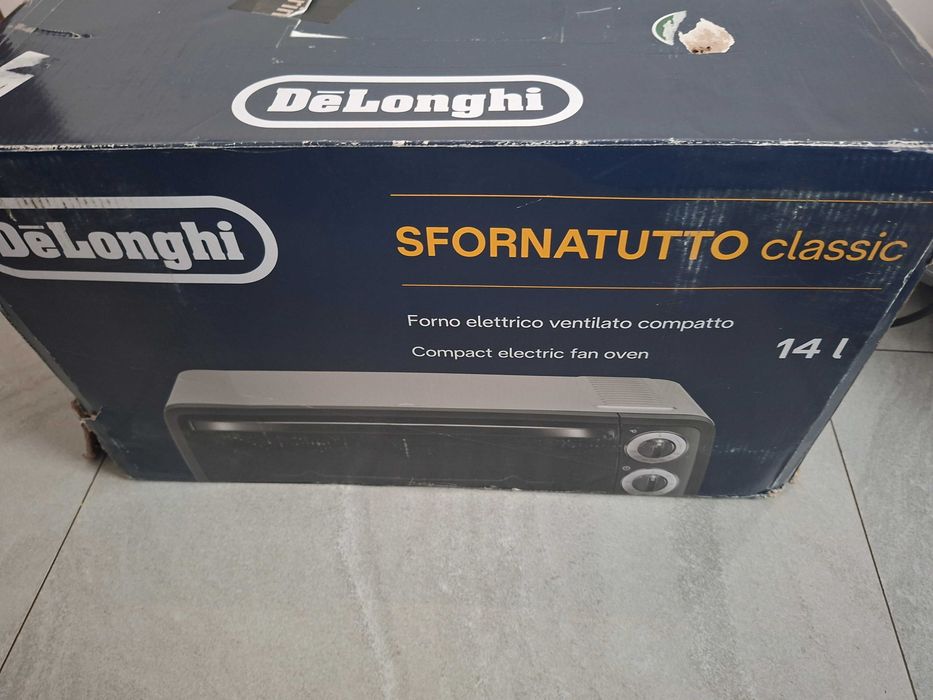 DēLonghi
DēLonghi
SFORNATUTTO classic
Forno elettrico ventilato compatto
Compact electric fan oven
14 l